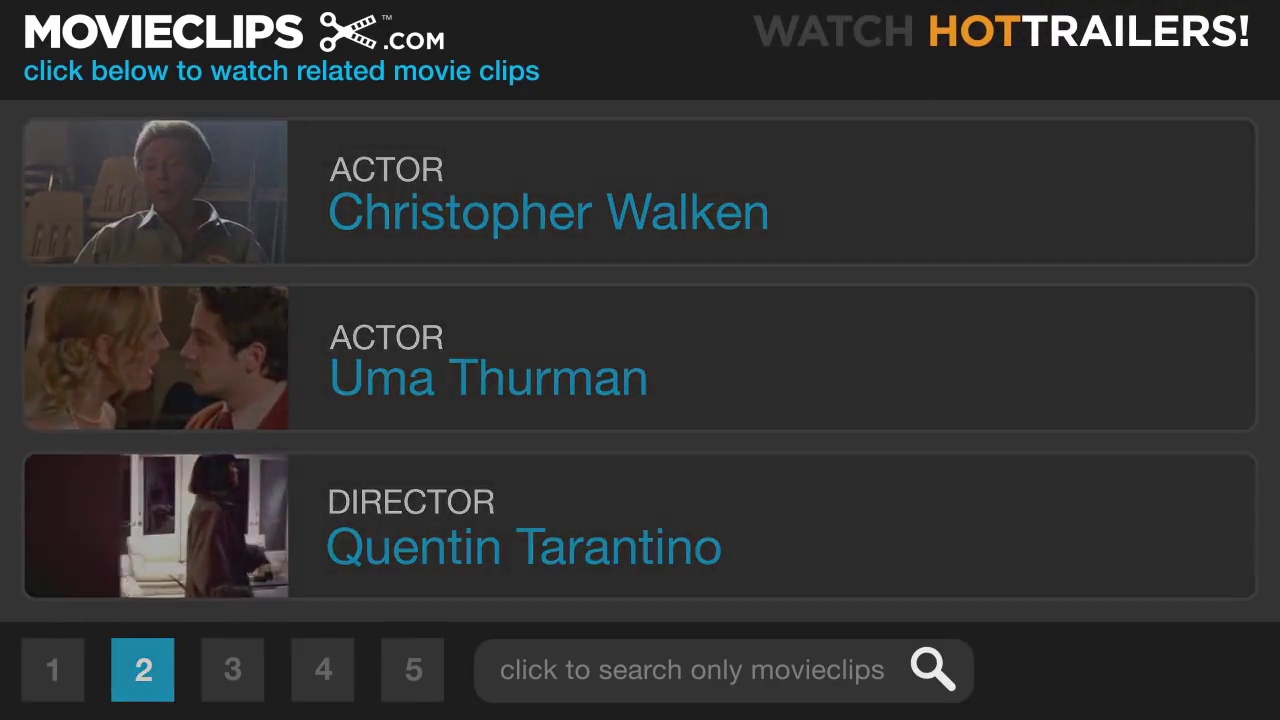 MOVIECLIPS™.COM
WATCH HOTTRAILERS!
click below to watch related movie clips
ACTOR
Christopher Walken
ACTOR
Uma Thurman
DIRECTOR
Quentin Tarantino
1 2 3 4 5
click to search only movieclips